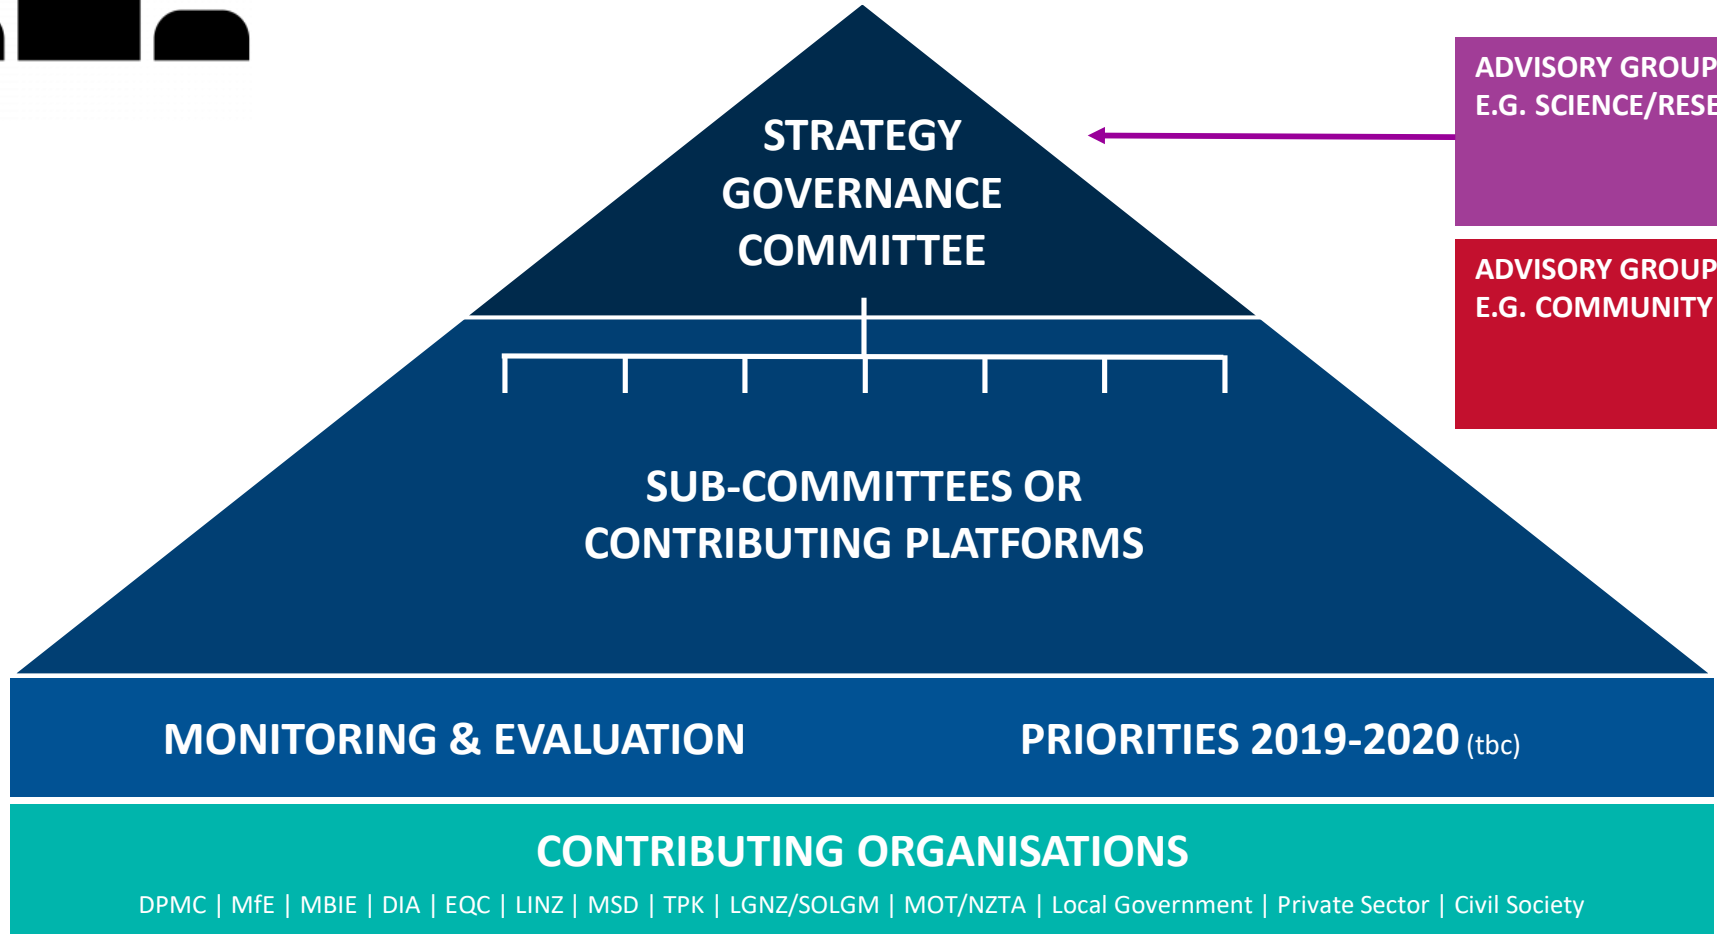 STRATEGY
GOVERNANCE
COMMITTEE
ADVISORY GROUP
E.G. SCIENCE/RESE
ADVISORY GROUP
E.G. COMMUNITY
SUB-COMMITTEES OR
CONTRIBUTING PLATFORMS
MONITORING & EVALUATION
PRIORITIES 2019-2020 (tbc)
CONTRIBUTING ORGANISATIONS
DPMC | MfE | MBIE | DIA | EQC | LINZ | MSD | TPK | LGNZ/SOLGM | MOT/NZTA | Local Government | Private Sector | Civil Society